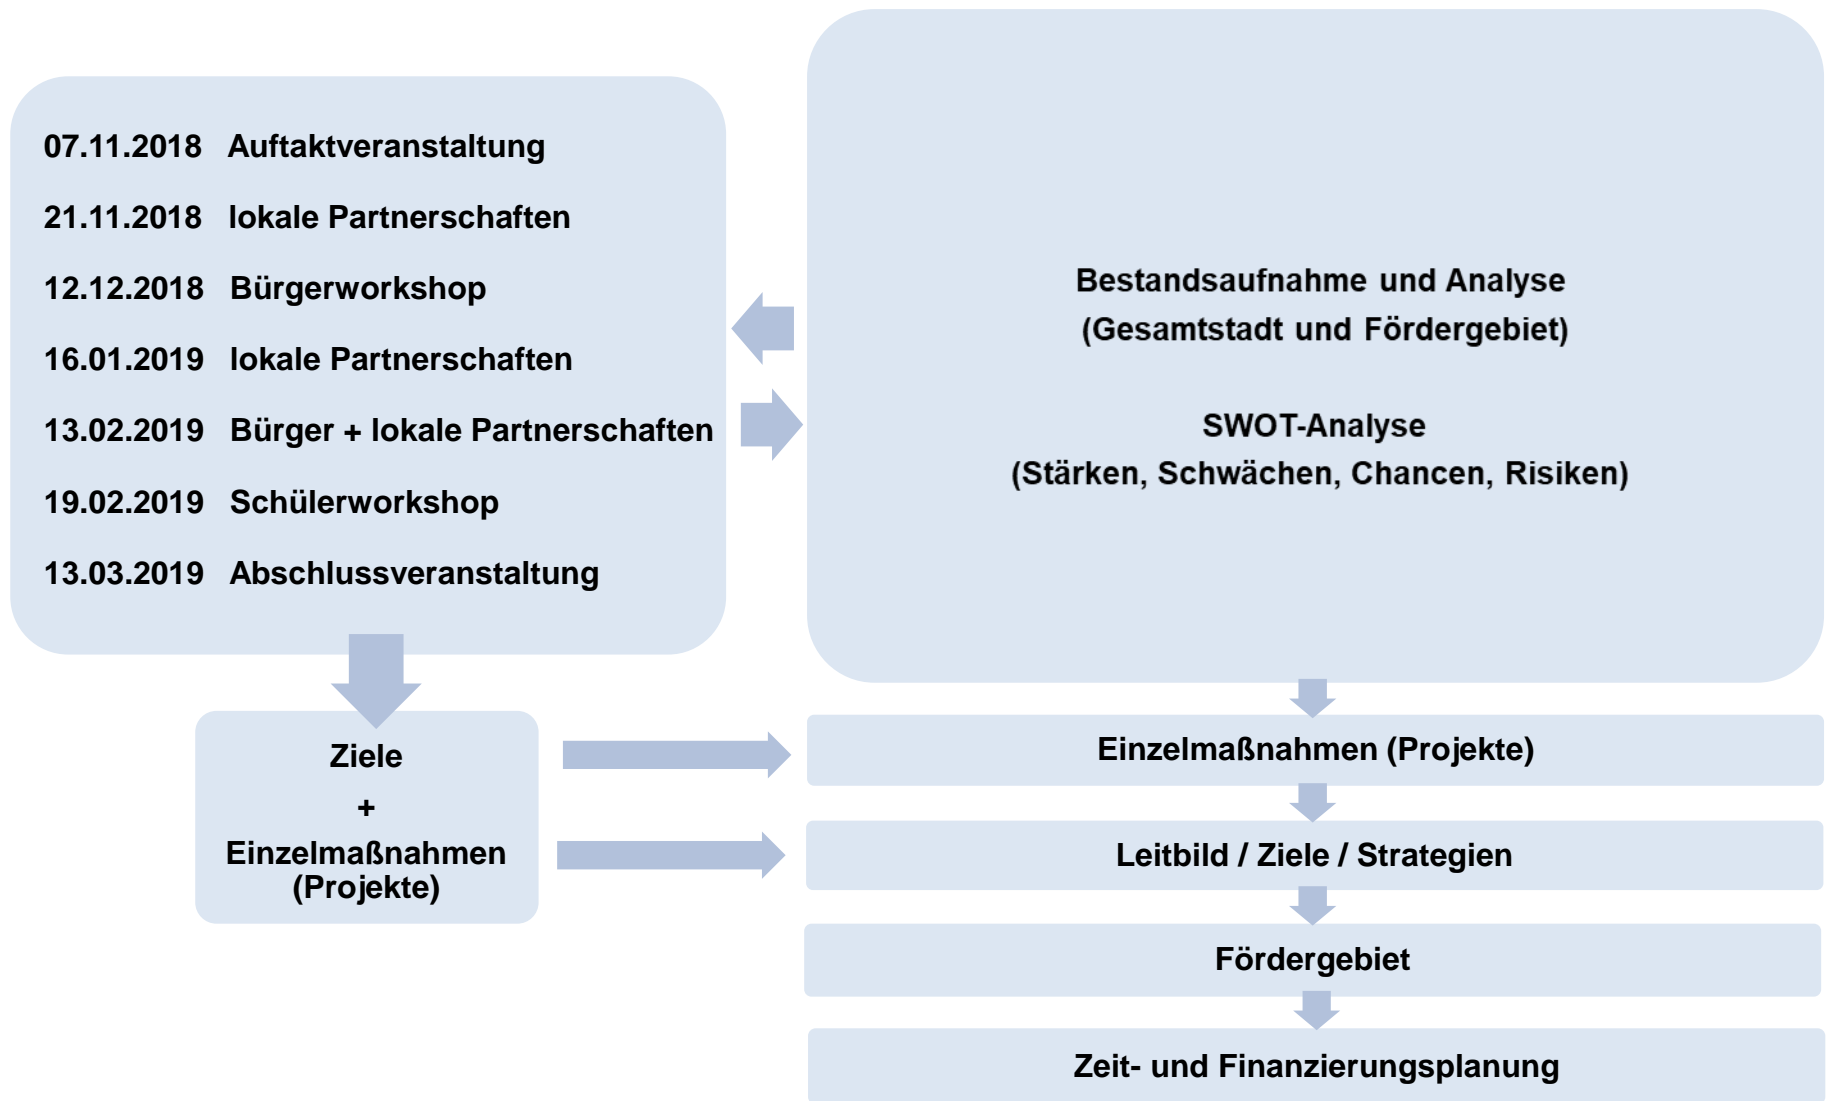 07.11.2018 Auftaktveranstaltung
21.11.2018 lokale Partnerschaften
12.12.2018 Bürgerworkshop
16.01.2019 lokale Partnerschaften
13.02.2019 Bürger + lokale Partnerschaften
19.02.2019 Schülerworkshop
13.03.2019 Abschlussveranstaltung
Ziele
+
Einzelmaßnahmen
(Projekte)
Bestandsaufnahme und Analyse
(Gesamtstadt und Fördergebiet)
SWOT-Analyse
(Stärken, Schwächen, Chancen, Risiken)
Einzelmaßnahmen (Projekte)
Leitbild / Ziele / Strategien
Fördergebiet
Zeit- und Finanzierungsplanung